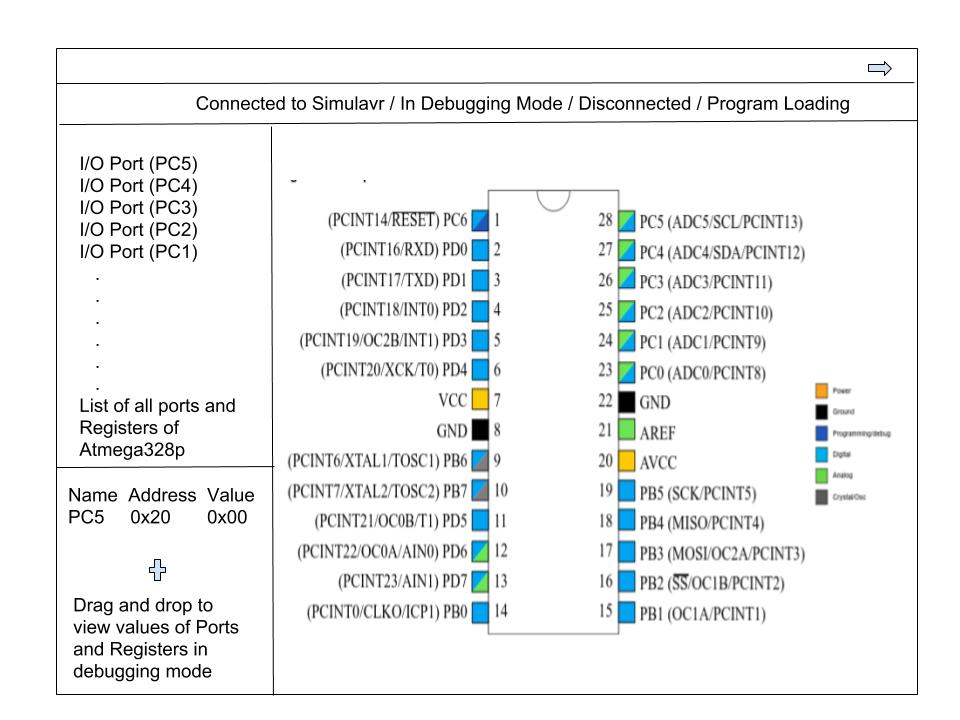 Connected to Simulavr / In Debugging Mode / Disconnected / Program Loading
I/O Port (PC5)
I/O Port (PC4)
I/O Port (PC3)
I/O Port (PC2)
I/O Port (PC1)
.
.
.
.
.
.
List of all ports and
Registers of
Atmega328p
Name Address Value
PC5 0x20 0x00
Drag and drop to
view values of Ports
and Registers in
debugging mode
(PCINT14/RESET) PC6 1 28 PC5 (ADC5/SCL/PCINT13)
(PCINT16/RXD) PD0 2 27 PC4 (ADC4/SDA/PCINT12)
(PCINT17/TXD) PD1 3 26 PC3 (ADC3/PCINT11)
(PCINT18/INT0) PD2 4 25 PC2 (ADC2/PCINT10)
(PCINT19/OC2B/INT1) PD3 5 24 PC1 (ADC1/PCINT9)
(PCINT20/XCK/T0) PD4 6 23 PC0 (ADC0/PCINT8)
VCC 7 22 GND
GND 8 21 AREF
(PCINT6/XTAL1/TOSC1) PB6 9 20 AVCC
(PCINT7/XTAL2/TOSC2) PB7 10 19 PB5 (SCK/PCINT5)
(PCINT21/OC0B/T1) PD5 11 18 PB4 (MISO/PCINT4)
(PCINT22/OC0A/AIN0) PD6 12 17 PB3 (MOSI/OC2A/PCINT3)
(PCINT23/AIN1) PD7 13 16 PB2 (SS/OC1B/PCINT2)
(PCINT0/CLKO/ICP1) PB0 14 15 PB1 (OC1A/PCINT1)
Power
Ground
Programming/debug
Digital
Analog
Crystal/Osc